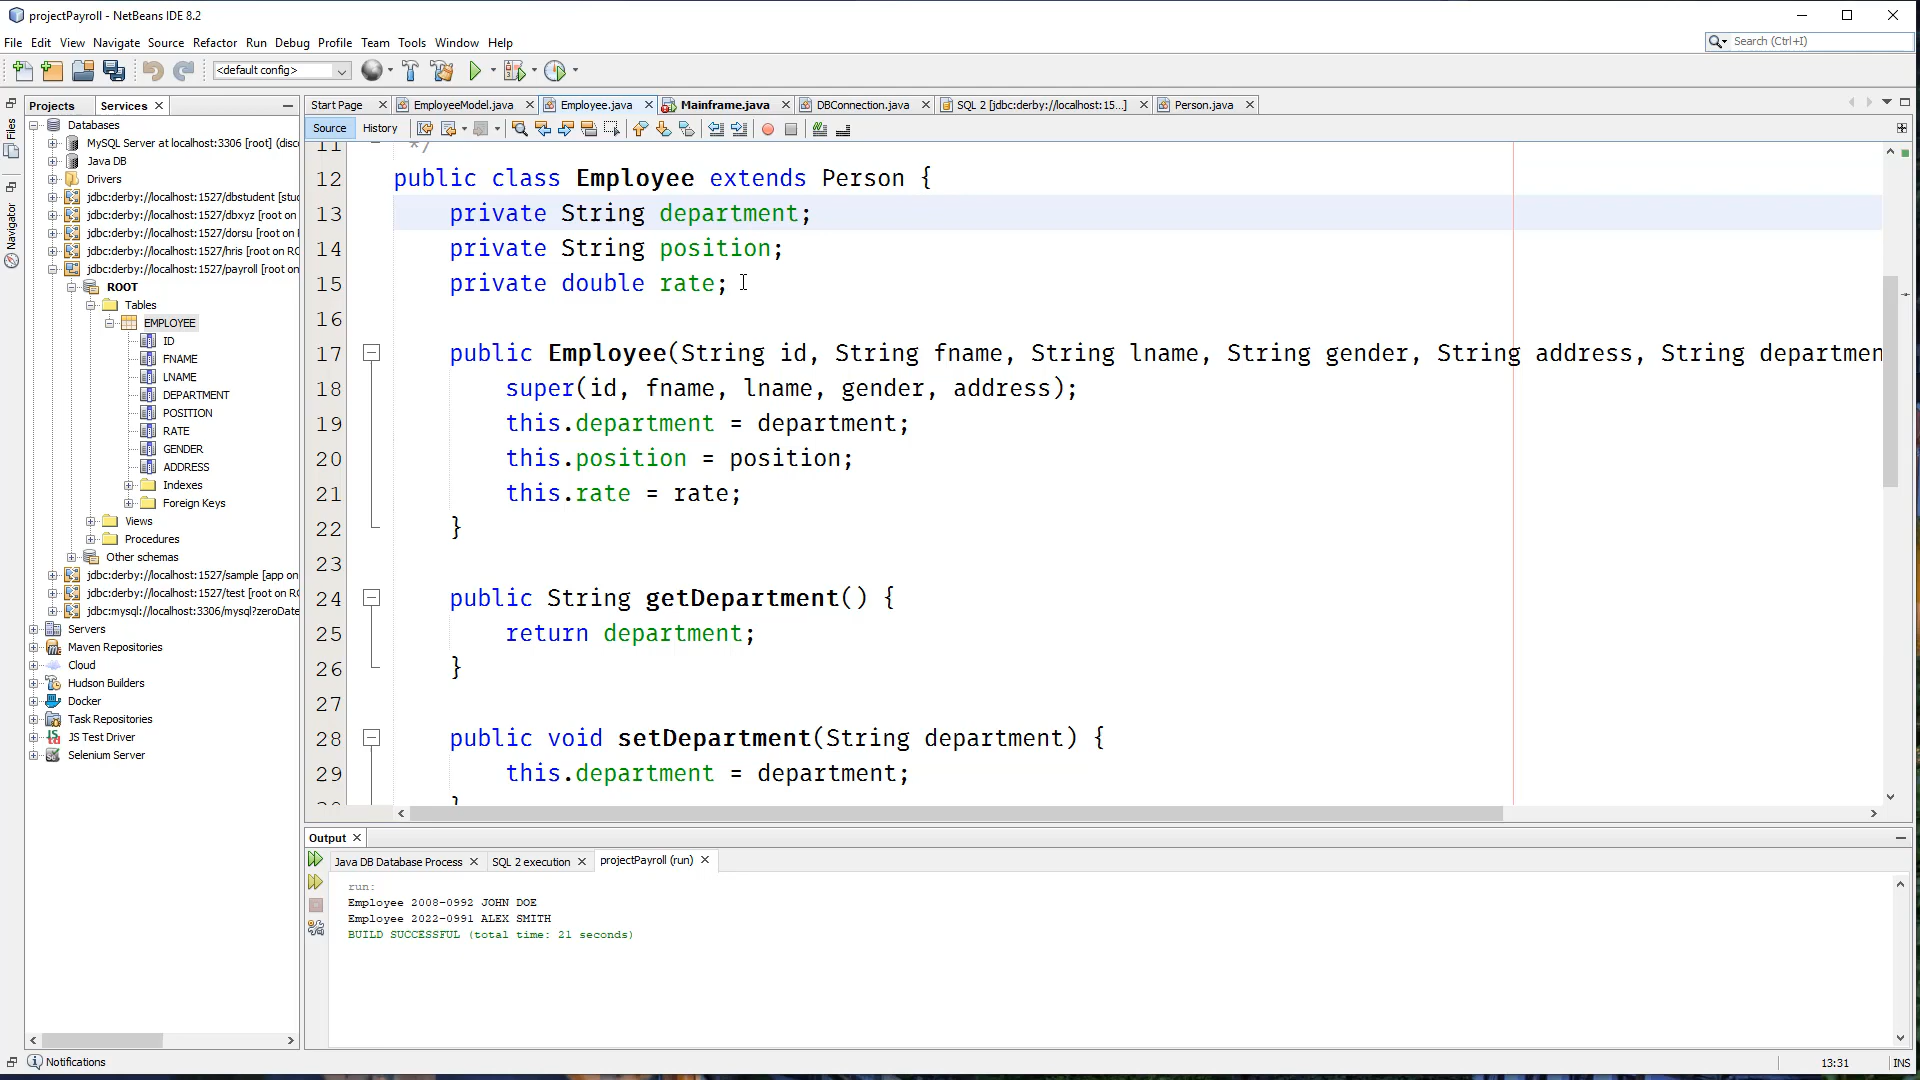 projectPayroll - NetBeans IDE 8.2
File Edit View Navigate Source Refactor Run Debug Profile Team Tools Window Help
Search (Ctrl+I)
<default config>
Projects Services
Start Page EmployeeModel.java Employee.java Mainframe.java DBConnection.java SQL 2 [jdbc:derby://localhost:15...] Person.java
Source History
Files
Navigator
Databases
MySQL Server at localhost:3306 [root] (disc
Java DB
Drivers
jdbc:derby://localhost:1527/dbstudent [stu
jdbc:derby://localhost:1527/dbxyz [root on
jdbc:derby://localhost:1527/dorsu [root on
jdbc:derby://localhost:1527/hris [root on RO
jdbc:derby://localhost:1527/payroll [root on
ROOT
Tables
EMPLOYEE
ID
FNAME
LNAME
DEPARTMENT
POSITION
RATE
GENDER
ADDRESS
Indexes
Foreign Keys
Views
Procedures
Other schemas
jdbc:derby://localhost:1527/sample [app on
jdbc:derby://localhost:1527/test [root on RO
jdbc:mysql://localhost:3306/mysql?zeroDate
Servers
Maven Repositories
Cloud
Hudson Builders
Docker
Task Repositories
JS Test Driver
Selenium Server
11 */
12 public class Employee extends Person {
13 private String department;
14 private String position;
15 private double rate;
16
17 public Employee(String id, String fname, String lname, String gender, String address, String departmen
18 super(id, fname, lname, gender, address);
19 this.department = department;
20 this.position = position;
21 this.rate = rate;
22 }
23
24 public String getDepartment() {
25 return department;
26 }
27
28 public void setDepartment(String department) {
29 this.department = department;
Output
Java DB Database Process SQL 2 execution projectPayroll (run)
run:
Employee 2008-0992 JOHN DOE
Employee 2022-0991 ALEX SMITH
BUILD SUCCESSFUL (total time: 21 seconds)
Notifications
13:31 INS